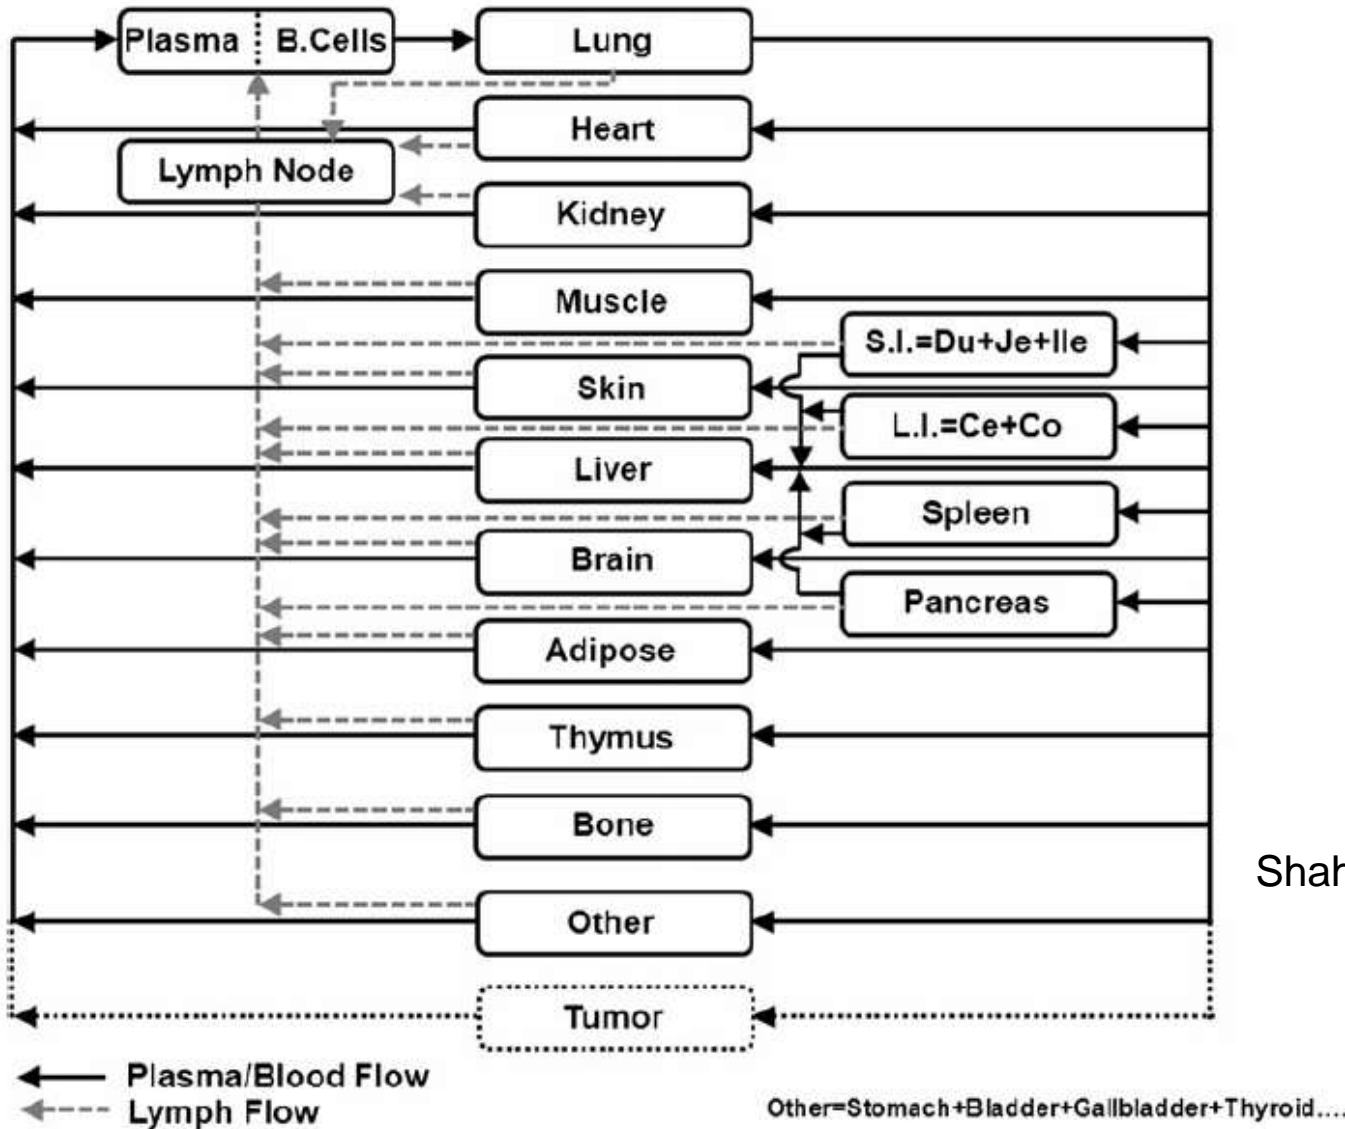 Plasma B.Cells
Lung
Heart
Lymph Node
Kidney
Muscle
S.I.=Du+Je+Ile
Skin
L.I.=Ce+Co
Liver
Spleen
Brain
Pancreas
Adipose
Thymus
Bone
Shah
Other
Tumor
Plasma/Blood Flow
Lymph Flow
Other=Stomach+Bladder+Gallbladder+Thyroid....